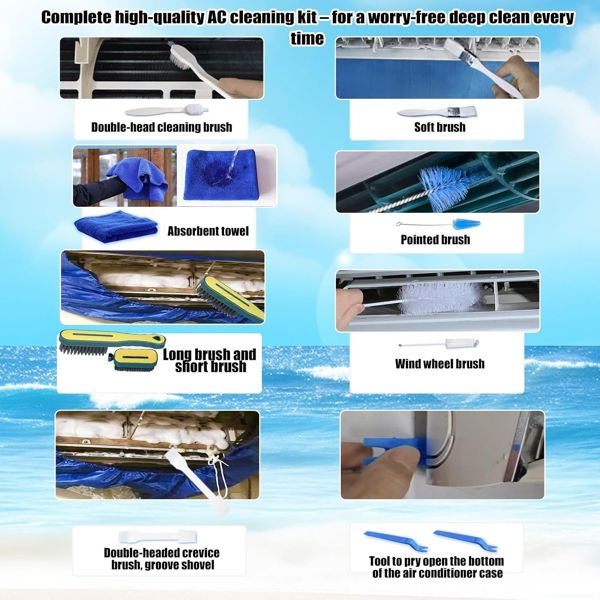 Complete high-quality AC cleaning kit – for a worry-free deep clean every
time
Double-head cleaning brush
Soft brush
Absorbent towel
Pointed brush
Long brush and
short brush
Wind wheel brush
Double-headed crevice
brush, groove shovel
Tool to pry open the bottom
of the air conditioner case